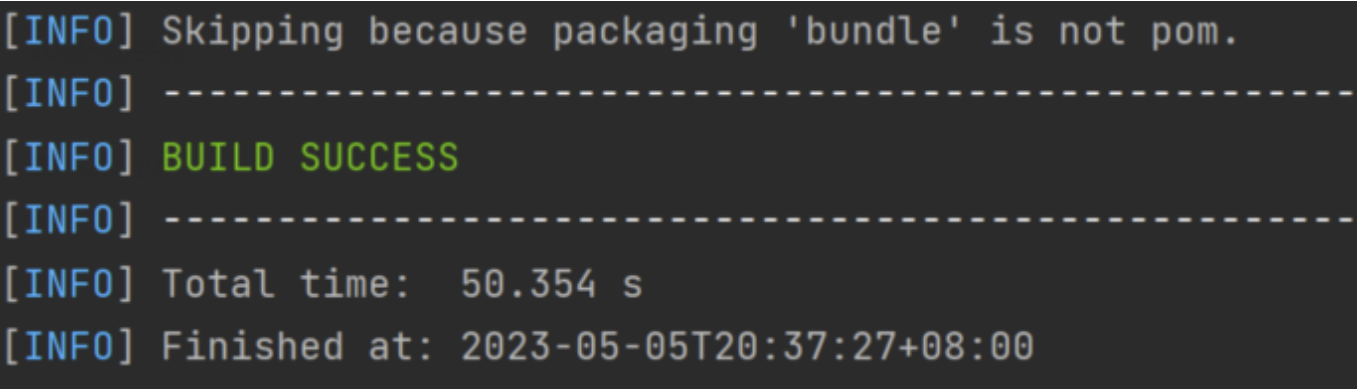 [INFO] Skipping because packaging 'bundle' is not pom.
[INFO] ----------------------------------------------------
[INFO] BUILD SUCCESS
[INFO] ----------------------------------------------------
[INFO] Total time:  50.354 s
[INFO] Finished at: 2023-05-05T20:37:27+08:00